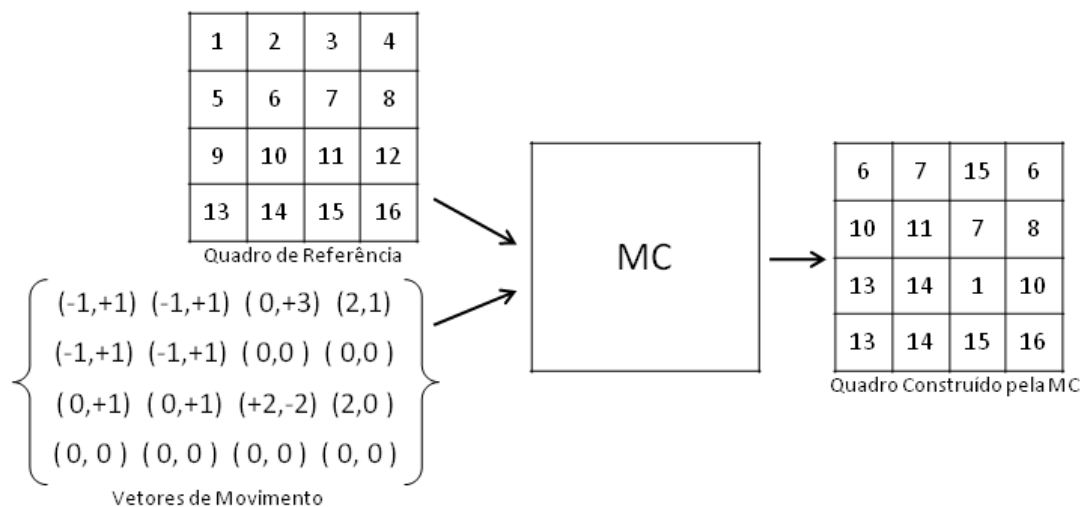 1 2 3 4
5 6 7 8
9 10 11 12
13 14 15 16
Quadro de Referência
(-1,+1) (-1,+1) ( 0,+3) (2,1)
(-1,+1) (-1,+1) ( 0,0 ) ( 0,0 )
( 0,+1) ( 0,+1) (+2,-2) (2,0 )
( 0, 0 ) ( 0, 0 ) ( 0, 0 ) ( 0, 0 )
Vetores de Movimento
MC
6 7 15 6
10 11 7 8
13 14 1 10
13 14 15 16
Quadro Construído pela MC